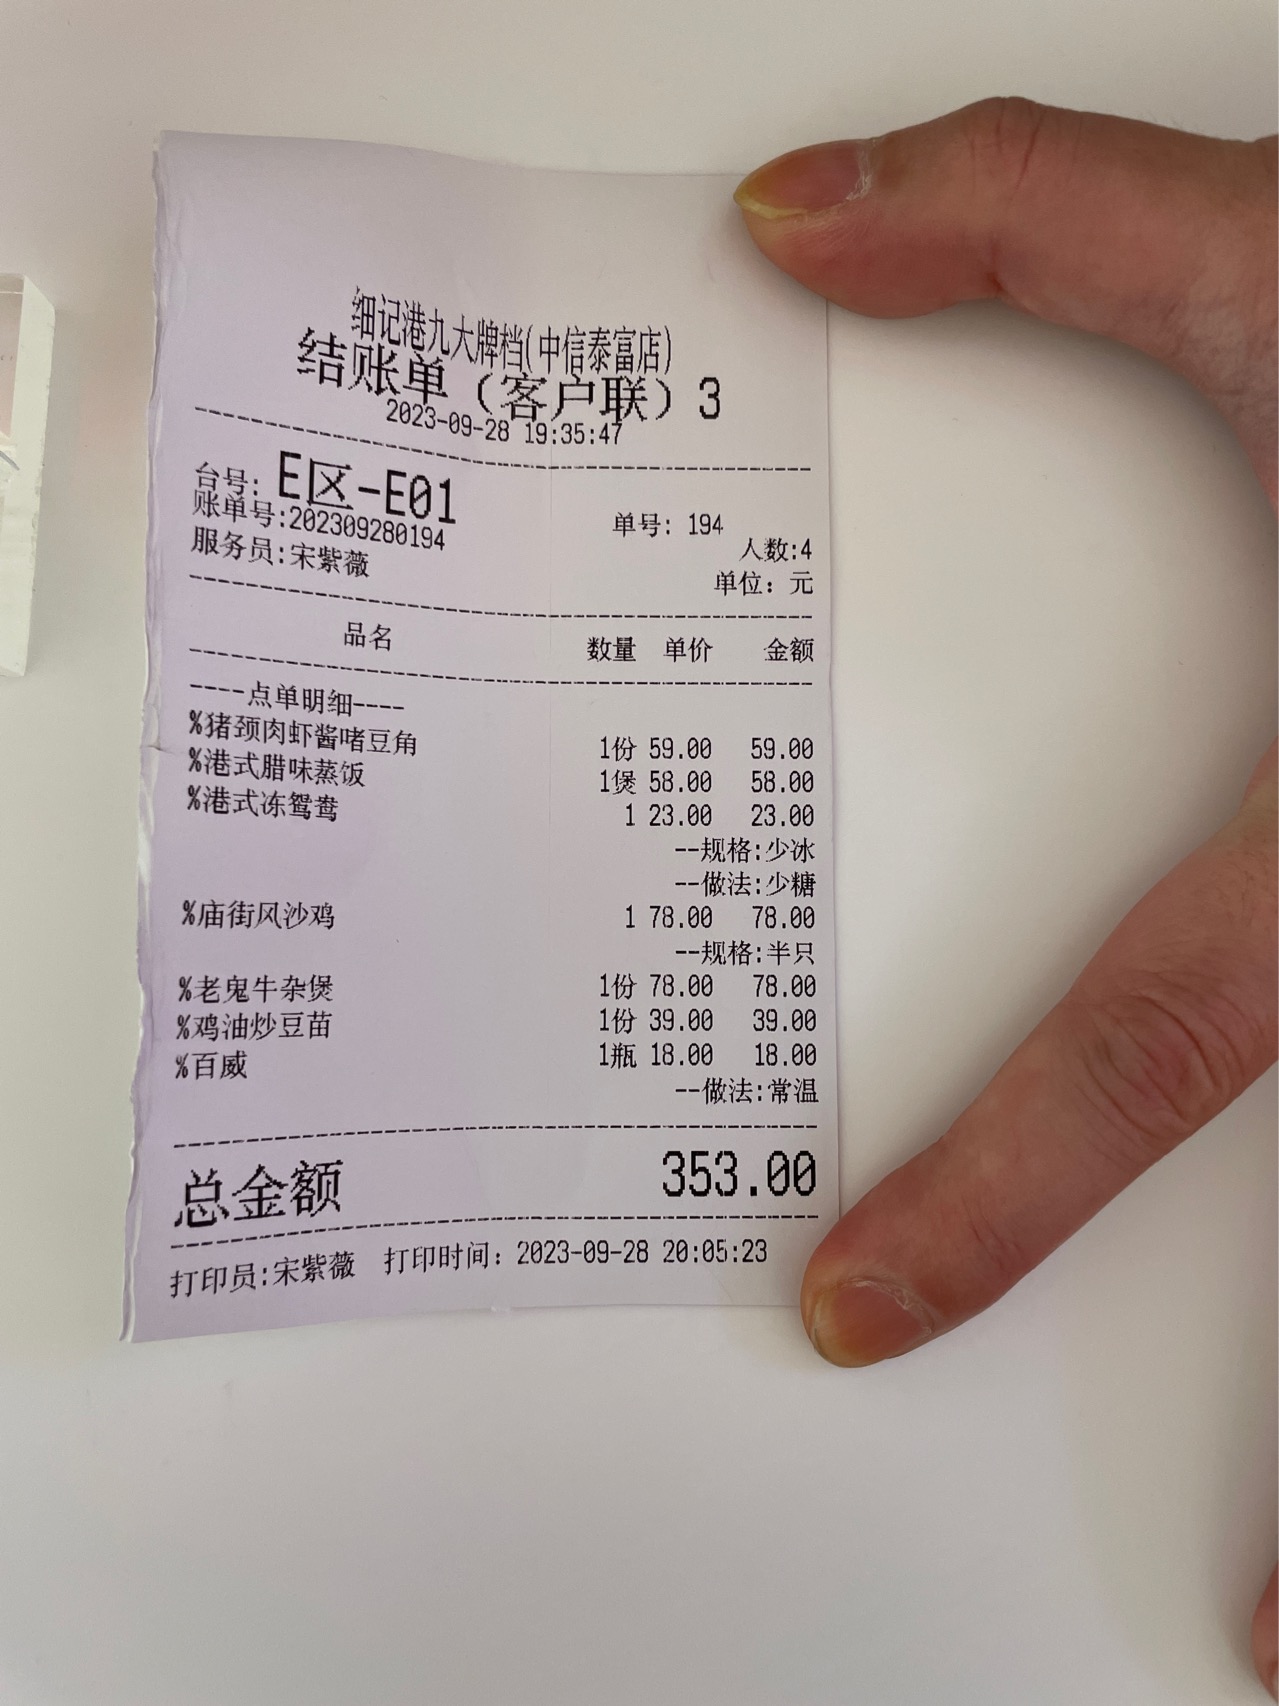 细记港九大牌档(中信泰富店)
结账单（客户联）3
2023-09-28 19:35:47
台号: E区-E01 单号: 194
账单号:202309280194 人数:4
服务员:宋紫薇 单位: 元
品名 数量 单价 金额
----点单明细----
%猪颈肉虾酱啫豆角 1份 59.00 59.00
%港式腊味蒸饭 1煲 58.00 58.00
%港式冻鸳鸯 1 23.00 23.00
--规格:少冰
--做法:少糖
%庙街风沙鸡 1 78.00 78.00
--规格:半只
%老鬼牛杂煲 1份 78.00 78.00
%鸡油炒豆苗 1份 39.00 39.00
%百威 1瓶 18.00 18.00
--做法:常温
总金额 353.00
打印员:宋紫薇 打印时间: 2023-09-28 20:05:23